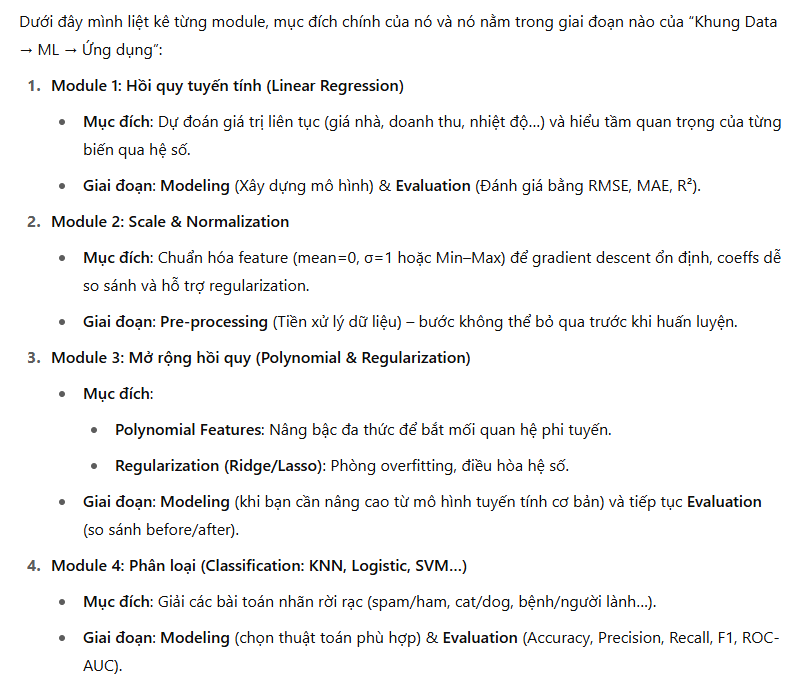 Dưới đây mình liệt kê từng module, mục đích chính của nó và nó nằm trong giai đoạn nào của “Khung Data
→ ML → Ứng dụng”:
1. Module 1: Hồi quy tuyến tính (Linear Regression)
• Mục đích: Dự đoán giá trị liên tục (giá nhà, doanh thu, nhiệt độ…) và hiểu tầm quan trọng của từng
biến qua hệ số.
• Giai đoạn: Modeling (Xây dựng mô hình) & Evaluation (Đánh giá bằng RMSE, MAE, R²).
2. Module 2: Scale & Normalization
• Mục đích: Chuẩn hóa feature (mean=0, σ=1 hoặc Min–Max) để gradient descent ổn định, coeffs dễ
so sánh và hỗ trợ regularization.
• Giai đoạn: Pre-processing (Tiền xử lý dữ liệu) – bước không thể bỏ qua trước khi huấn luyện.
3. Module 3: Mở rộng hồi quy (Polynomial & Regularization)
• Mục đích:
• Polynomial Features: Nâng bậc đa thức để bắt mối quan hệ phi tuyến.
• Regularization (Ridge/Lasso): Phòng overfitting, điều hòa hệ số.
• Giai đoạn: Modeling (khi bạn cần nâng cao từ mô hình tuyến tính cơ bản) và tiếp tục Evaluation
(so sánh before/after).
4. Module 4: Phân loại (Classification: KNN, Logistic, SVM…)
• Mục đích: Giải các bài toán nhãn rời rạc (spam/ham, cat/dog, bệnh/người lành…).
• Giai đoạn: Modeling (chọn thuật toán phù hợp) & Evaluation (Accuracy, Precision, Recall, F1, ROC-
AUC).